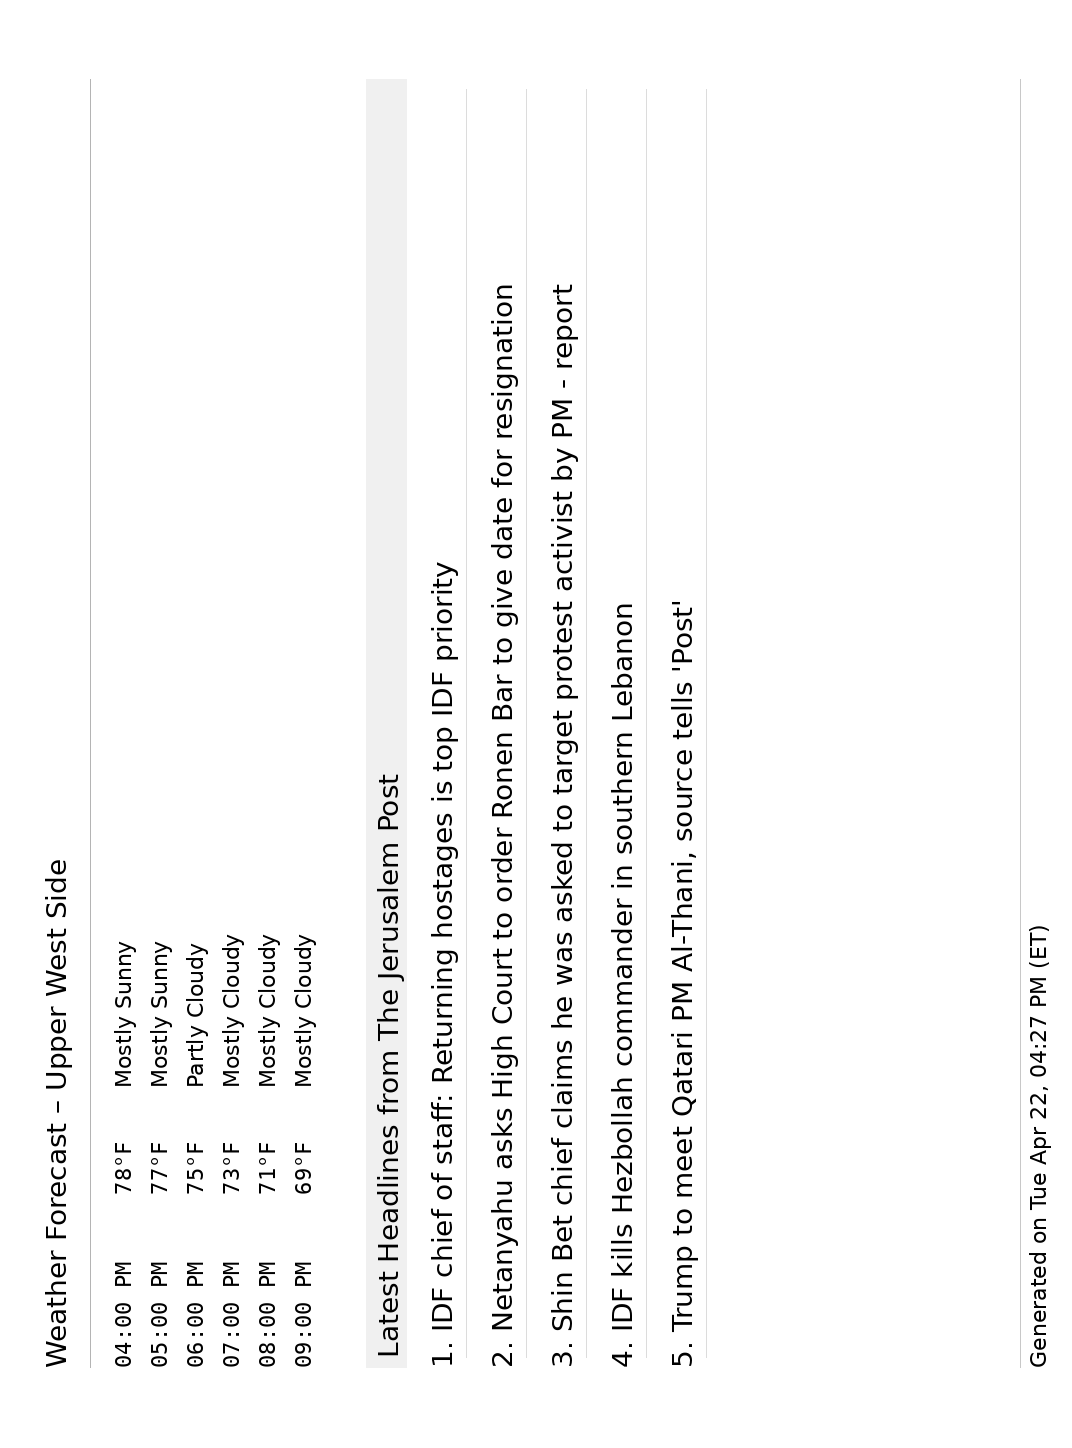 Weather Forecast – Upper West Side
04:00 PM 78°F Mostly Sunny
05:00 PM 77°F Mostly Sunny
06:00 PM 75°F Partly Cloudy
07:00 PM 73°F Mostly Cloudy
08:00 PM 71°F Mostly Cloudy
09:00 PM 69°F Mostly Cloudy
Latest Headlines from The Jerusalem Post
1. IDF chief of staff: Returning hostages is top IDF priority
2. Netanyahu asks High Court to order Ronen Bar to give date for resignation
3. Shin Bet chief claims he was asked to target protest activist by PM - report
4. IDF kills Hezbollah commander in southern Lebanon
5. Trump to meet Qatari PM Al-Thani, source tells 'Post'
Generated on Tue Apr 22, 04:27 PM (ET)